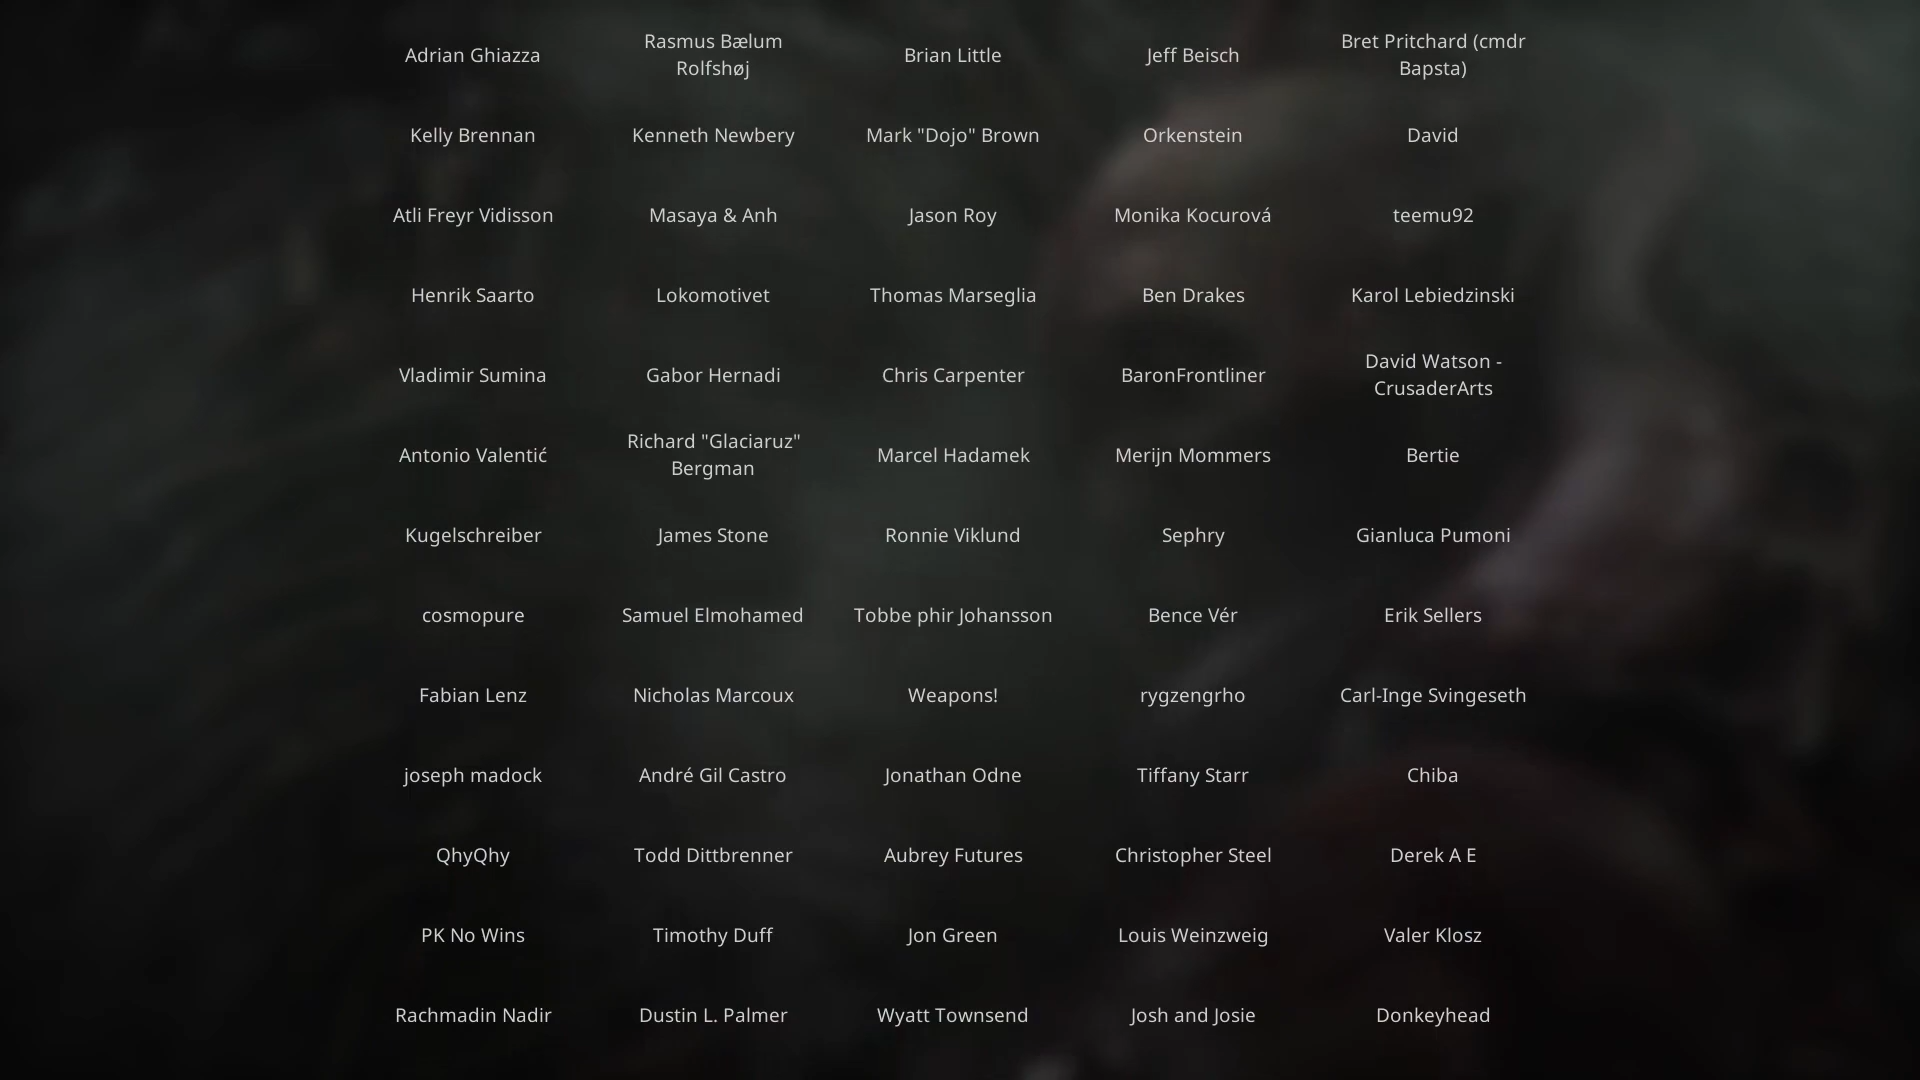 Adrian Ghiazza
Rasmus Bælum
Rolfshøj
Brian Little
Jeff Beisch
Bret Pritchard (cmdr
Bapsta)
Kelly Brennan
Kenneth Newbery
Mark "Dojo" Brown
Orkenstein
David
Atli Freyr Vidisson
Masaya & Anh
Jason Roy
Monika Kocurová
teemu92
Henrik Saarto
Lokomotivet
Thomas Marseglia
Ben Drakes
Karol Lebiedzinski
Vladimir Sumina
Gabor Hernadi
Chris Carpenter
BaronFrontliner
David Watson -
CrusaderArts
Antonio Valentić
Richard "Glaciaruz"
Bergman
Marcel Hadamek
Merijn Mommers
Bertie
Kugelschreiber
James Stone
Ronnie Viklund
Sephry
Gianluca Pumoni
cosmopure
Samuel Elmohamed
Tobbe phir Johansson
Bence Vér
Erik Sellers
Fabian Lenz
Nicholas Marcoux
Weapons!
rygzengrho
Carl-Inge Svingeseth
joseph madock
André Gil Castro
Jonathan Odne
Tiffany Starr
Chiba
QhyQhy
Todd Dittbrenner
Aubrey Futures
Christopher Steel
Derek A E
PK No Wins
Timothy Duff
Jon Green
Louis Weinzweig
Valer Klosz
Rachmadin Nadir
Dustin L. Palmer
Wyatt Townsend
Josh and Josie
Donkeyhead